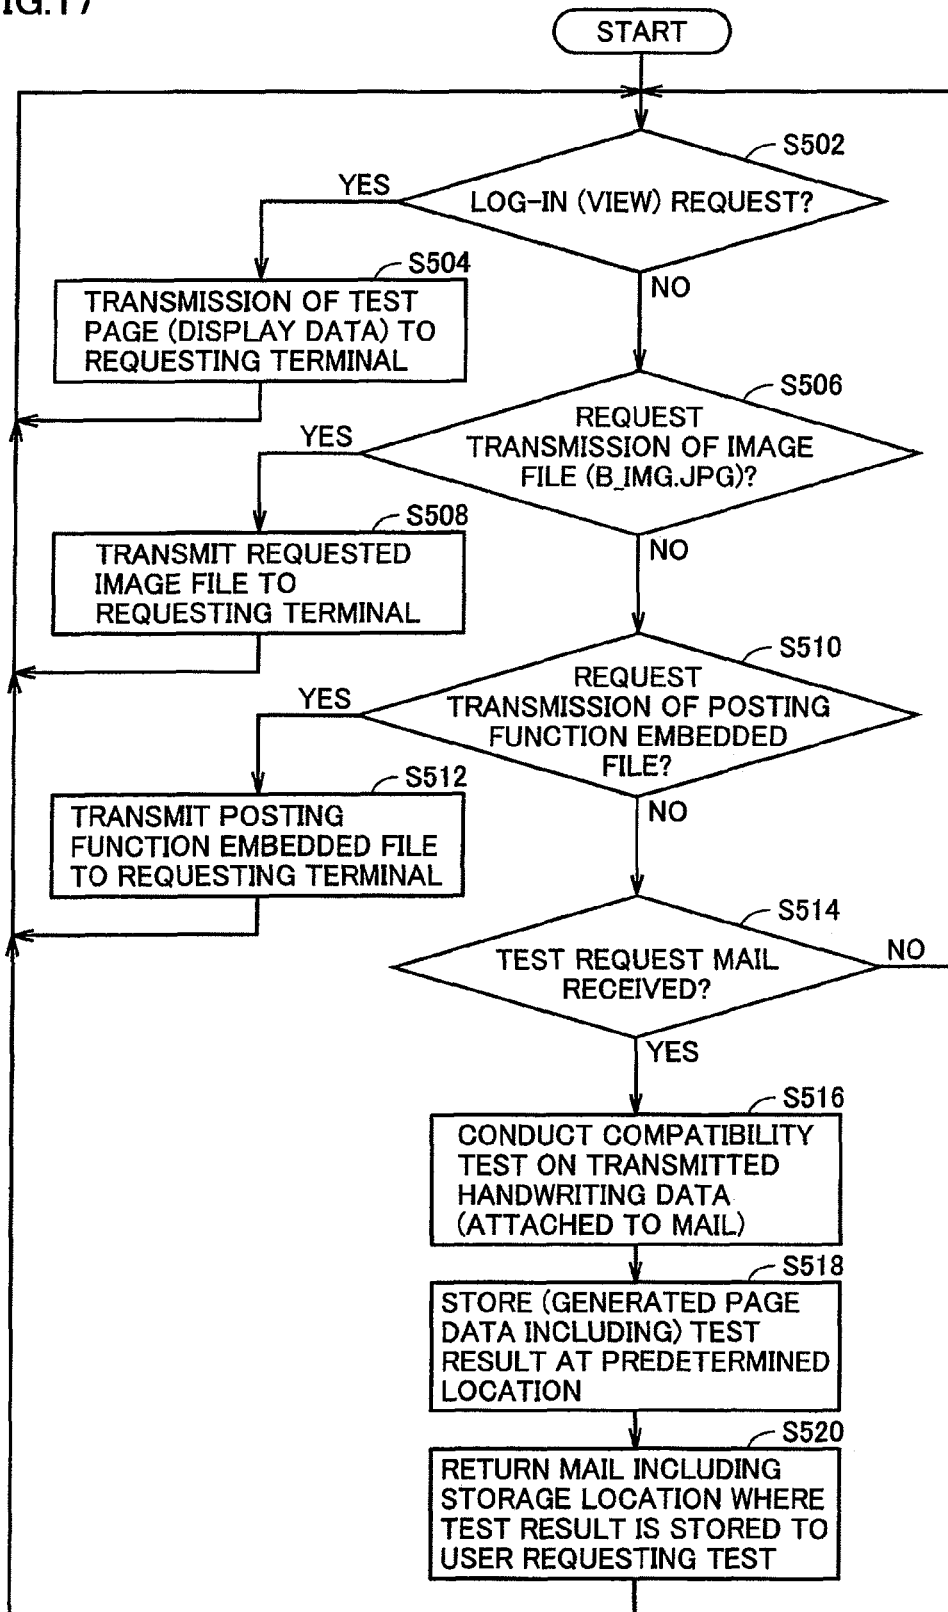 IG.17
START
S502
YES
LOG-IN (VIEW) REQUEST?
NO
S504
TRANSMISSION OF TEST
PAGE (DISPLAY DATA) TO
REQUESTING TERMINAL
S506
YES
REQUEST
TRANSMISSION OF IMAGE
FILE (B_IMG.JPG)?
NO
S508
TRANSMIT REQUESTED
IMAGE FILE TO
REQUESTING TERMINAL
S510
YES
REQUEST
TRANSMISSION OF POSTING
FUNCTION EMBEDDED
FILE?
NO
S512
TRANSMIT POSTING
FUNCTION EMBEDDED FILE
TO REQUESTING TERMINAL
S514
TEST REQUEST MAIL
RECEIVED?
NO
YES
S516
CONDUCT COMPATIBILITY
TEST ON TRANSMITTED
HANDWRITING DATA
(ATTACHED TO MAIL)
S518
STORE (GENERATED PAGE
DATA INCLUDING) TEST
RESULT AT PREDETERMINED
LOCATION
S520
RETURN MAIL INCLUDING
STORAGE LOCATION WHERE
TEST RESULT IS STORED TO
USER REQUESTING TEST